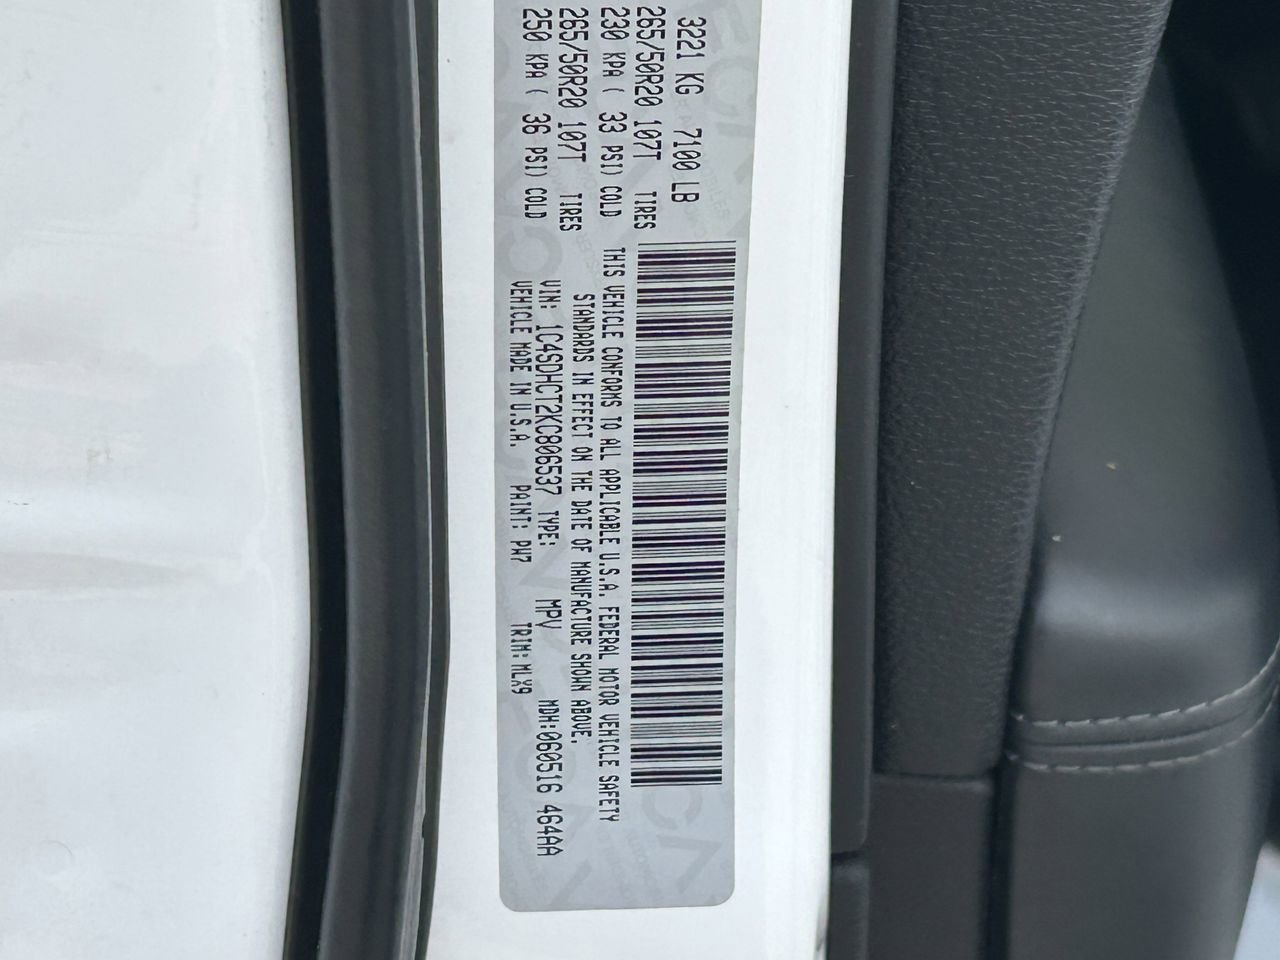 3221 KG  7100 LB
265/50R20 107T  TIRES
230 KPA ( 33 PSI) COLD
265/50R20 107T  TIRES
250 KPA ( 36 PSI) COLD
THIS VEHICLE CONFORMS TO ALL APPLICABLE U.S.A. FEDERAL MOTOR VEHICLE SAFETY
STANDARDS IN EFFECT ON THE DATE OF MANUFACTURE SHOWN ABOVE.
VIN: 1C4SDHCT2KC806537 TYPE:  MPV  MDH:060516 464AA
VEHICLE MADE IN U.S.A.  PAINT: PW7  TRIM: MLX9